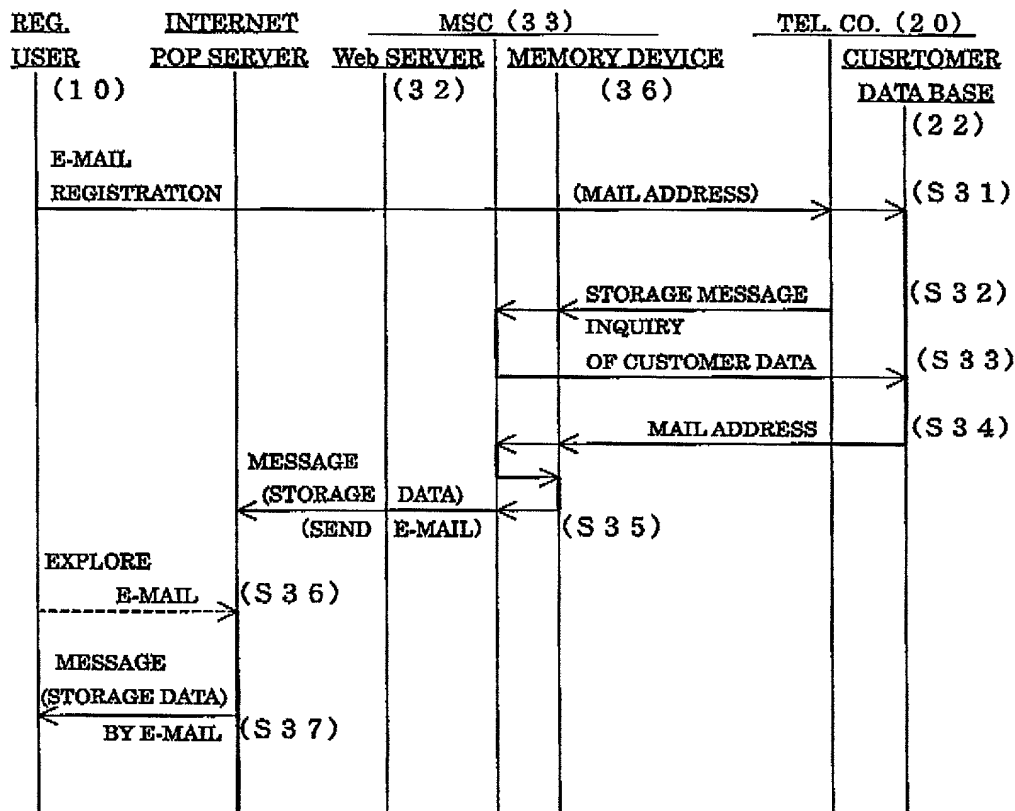 REG. INTERNET MSC (33) TEL. CO. (20)
USER POP SERVER Web SERVER MEMORY DEVICE CUSRTOMER
(10) (32) (36) DATA BASE
(22)
E-MAIL
REGISTRATION (MAIL ADDRESS) (S31)
STORAGE MESSAGE (S32)
INQUIRY
OF CUSTOMER DATA (S33)
MAIL ADDRESS (S34)
MESSAGE
(STORAGE DATA)
(SEND E-MAIL) (S35)
EXPLORE
E-MAIL (S36)
MESSAGE
(STORAGE DATA)
BY E-MAIL (S37)